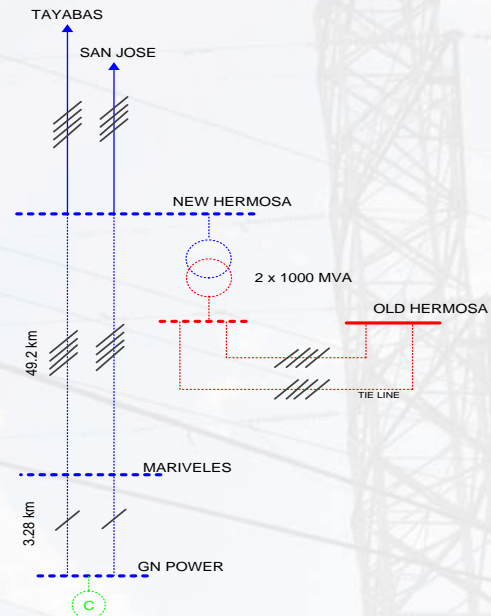 TAYABAS
SAN JOSE
NEW HERMOSA
2 x 1000 MVA
OLD HERMOSA
49.2 km
TIE LINE
MARIVELES
3.28 km
GN POWER
C